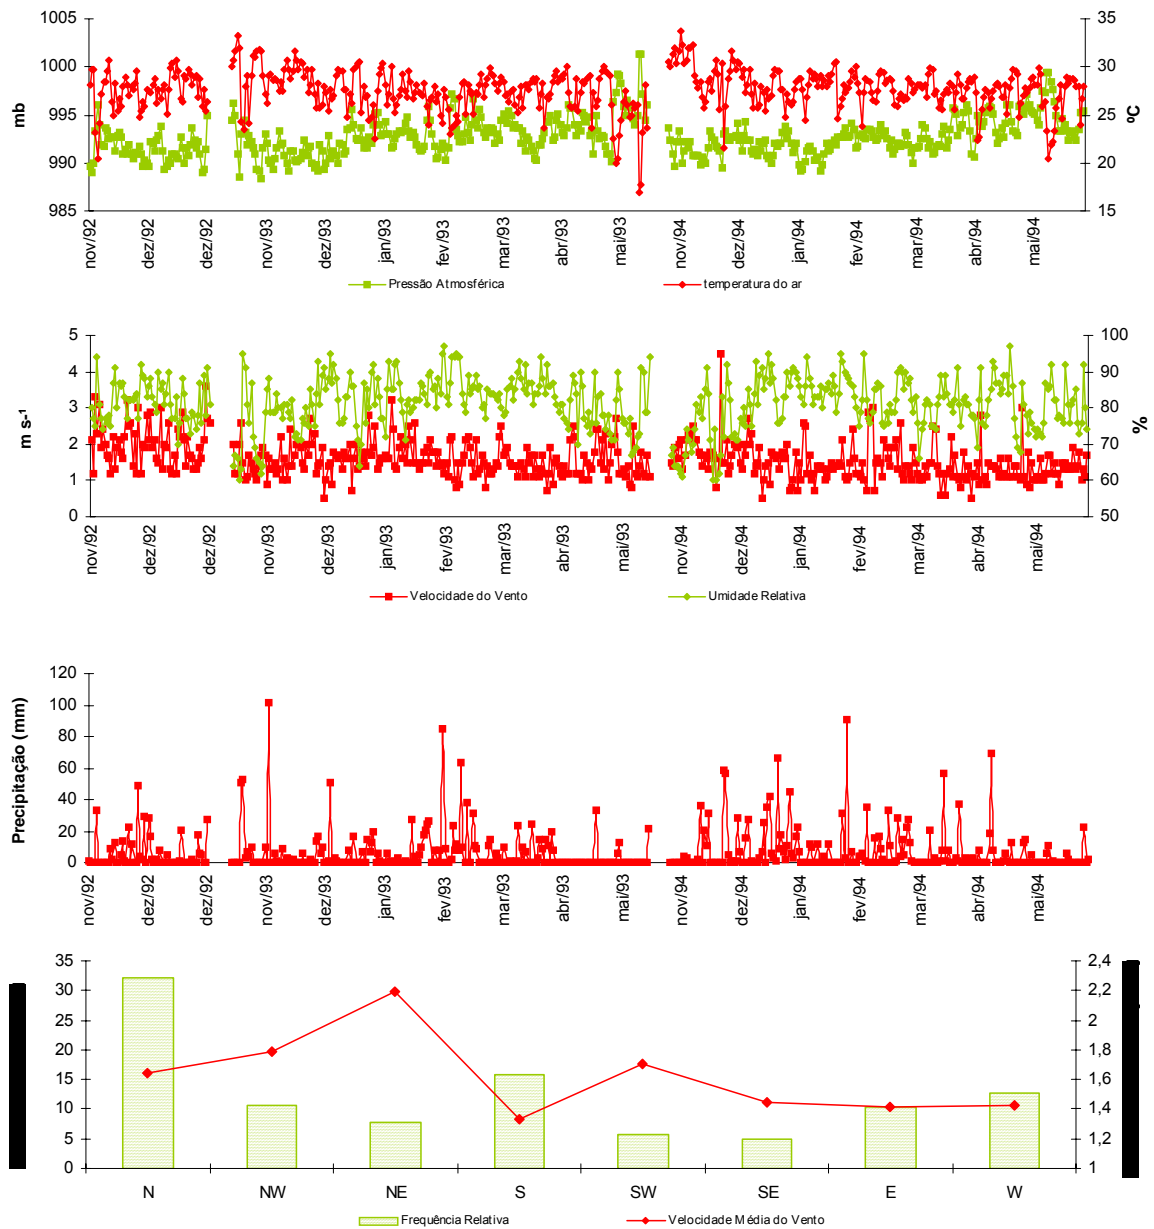 1005
1000
995
990
985
mb
35
30
25
20
15
ºC
nov/92
dez/92
dez/92
nov/93
dez/93
jan/93
fev/93
mar/93
abr/93
mai/93
nov/94
dez/94
jan/94
fev/94
mar/94
abr/94
mai/94
Pressão Atmosférica
temperatura do ar
5
4
3
2
1
0
m s-¹
100
90
80
70
60
50
%
nov/92
dez/92
dez/92
nov/93
dez/93
jan/93
fev/93
mar/93
abr/93
mai/93
nov/94
dez/94
jan/94
fev/94
mar/94
abr/94
mai/94
Velocidade do Vento
Umidade Relativa
120
100
80
60
40
20
0
Precipitação (mm)
nov/92
dez/92
dez/92
nov/93
dez/93
jan/93
fev/93
mar/93
abr/93
mai/93
nov/94
dez/94
jan/94
fev/94
mar/94
abr/94
mai/94
35
30
25
20
15
10
5
0
2,4
2,2
2
1,8
1,6
1,4
1,2
1
N
NW
NE
S
SW
SE
E
W
Frequência Relativa
Velocidade Média do Vento